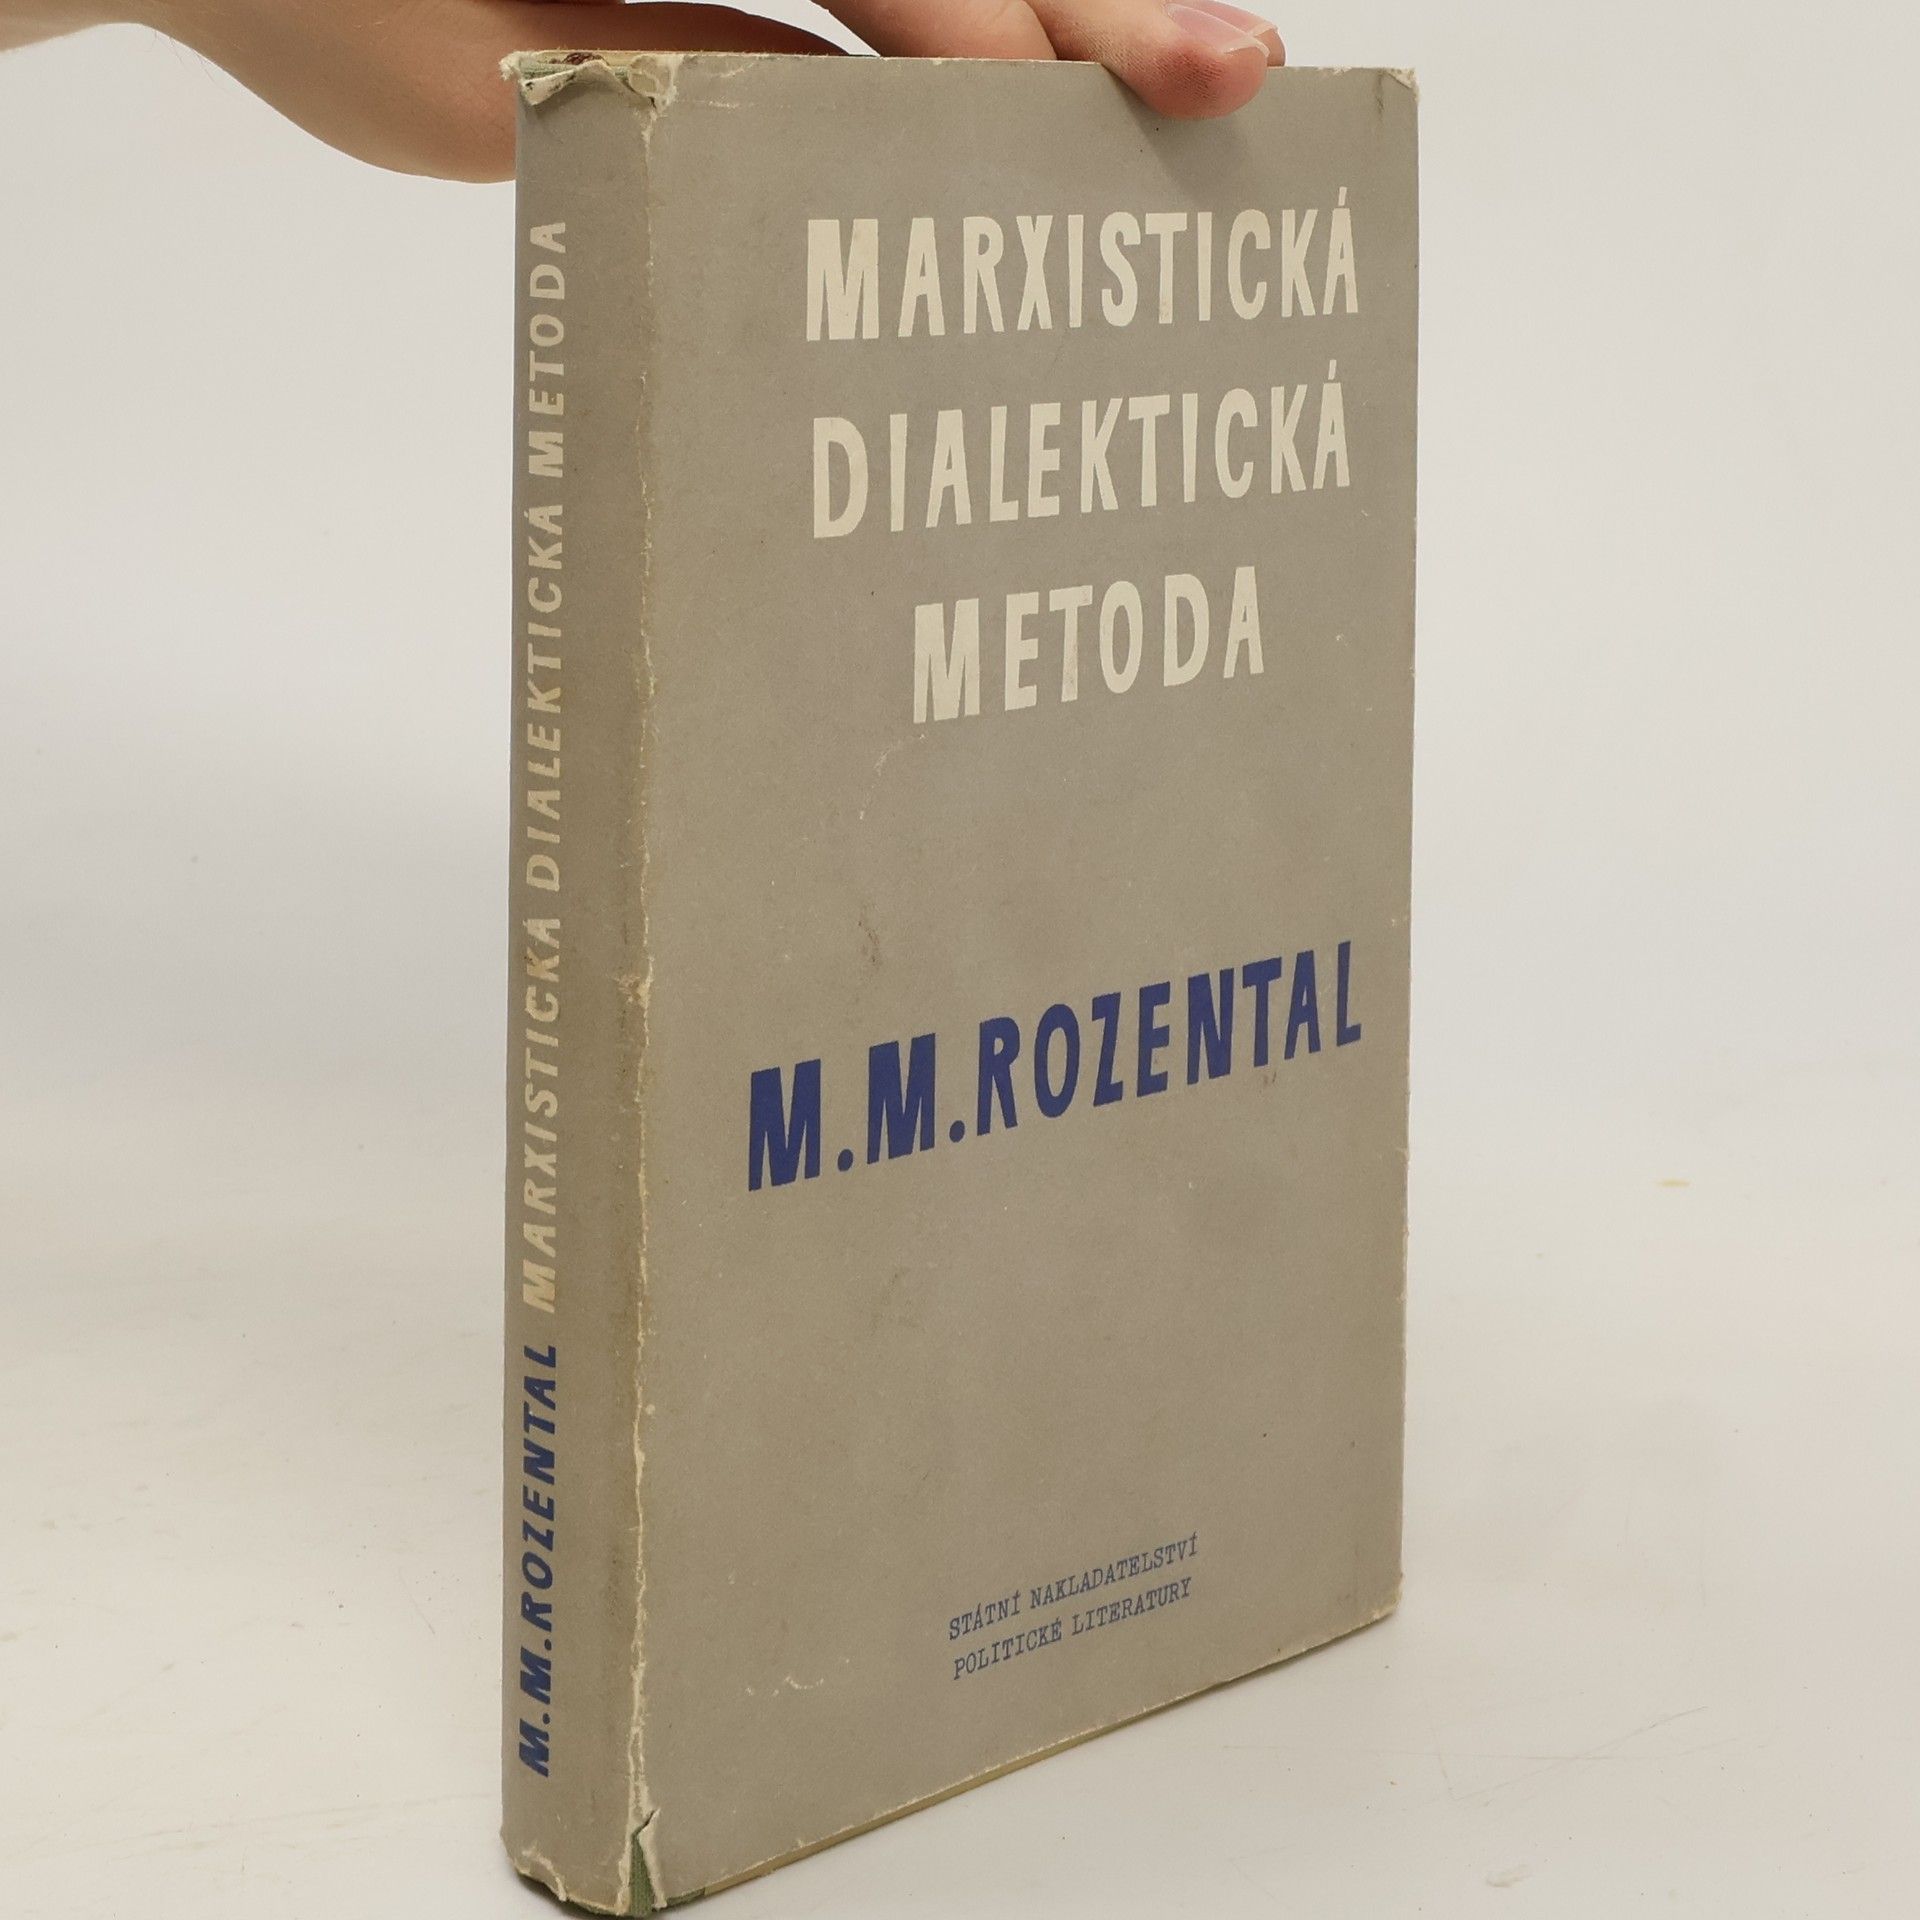 M.M.ROZENTAL MARXISTICKÁ DIALEKTICKÁ METODA
MARXISTICKÁ
DIALEKTICKÁ
METODA
M.M.ROZENTAL
STÁTNÍ NAKLADATELSTVÍ
POLITICKÉ LITERATURY